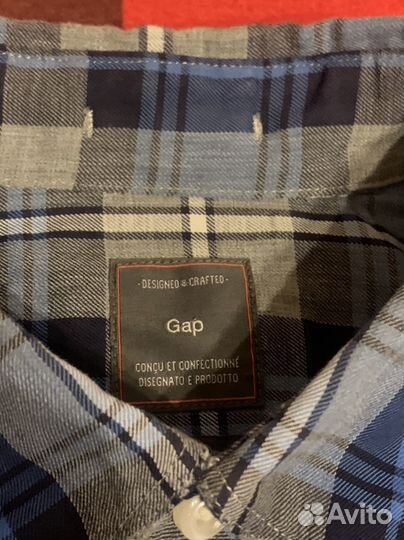 · DESIGNED & CRAFTED ·
Gap
CONÇU ET CONFECTIONNÉ
DISEGNATO E PRODOTTO
Avito